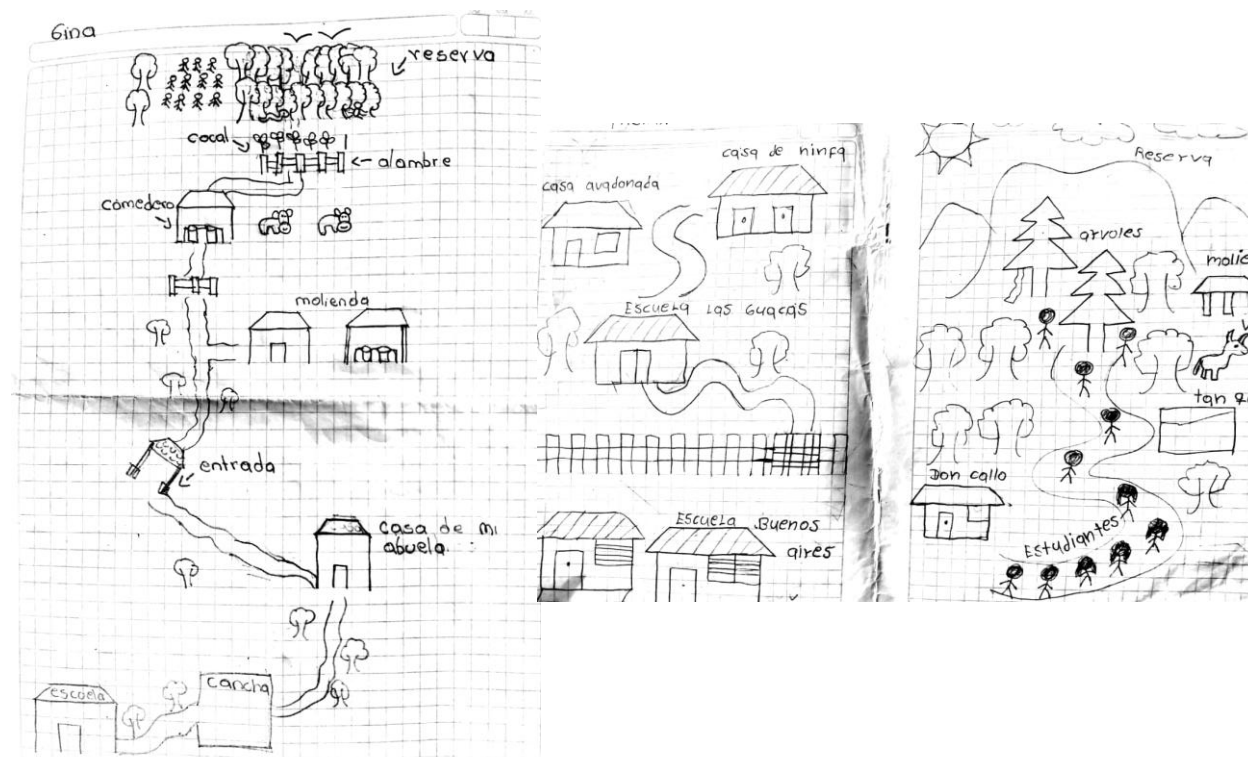 Gina
reserva
cocal
alambre
comedero
molienda
entrada
casa de mi
abuela.
cancha
escuela
casa de ninfa
casa avadonada
Escuela Las Guacas
Escuela Buenos
aires
Reserva
arvoles
Don callo
Estudiantes